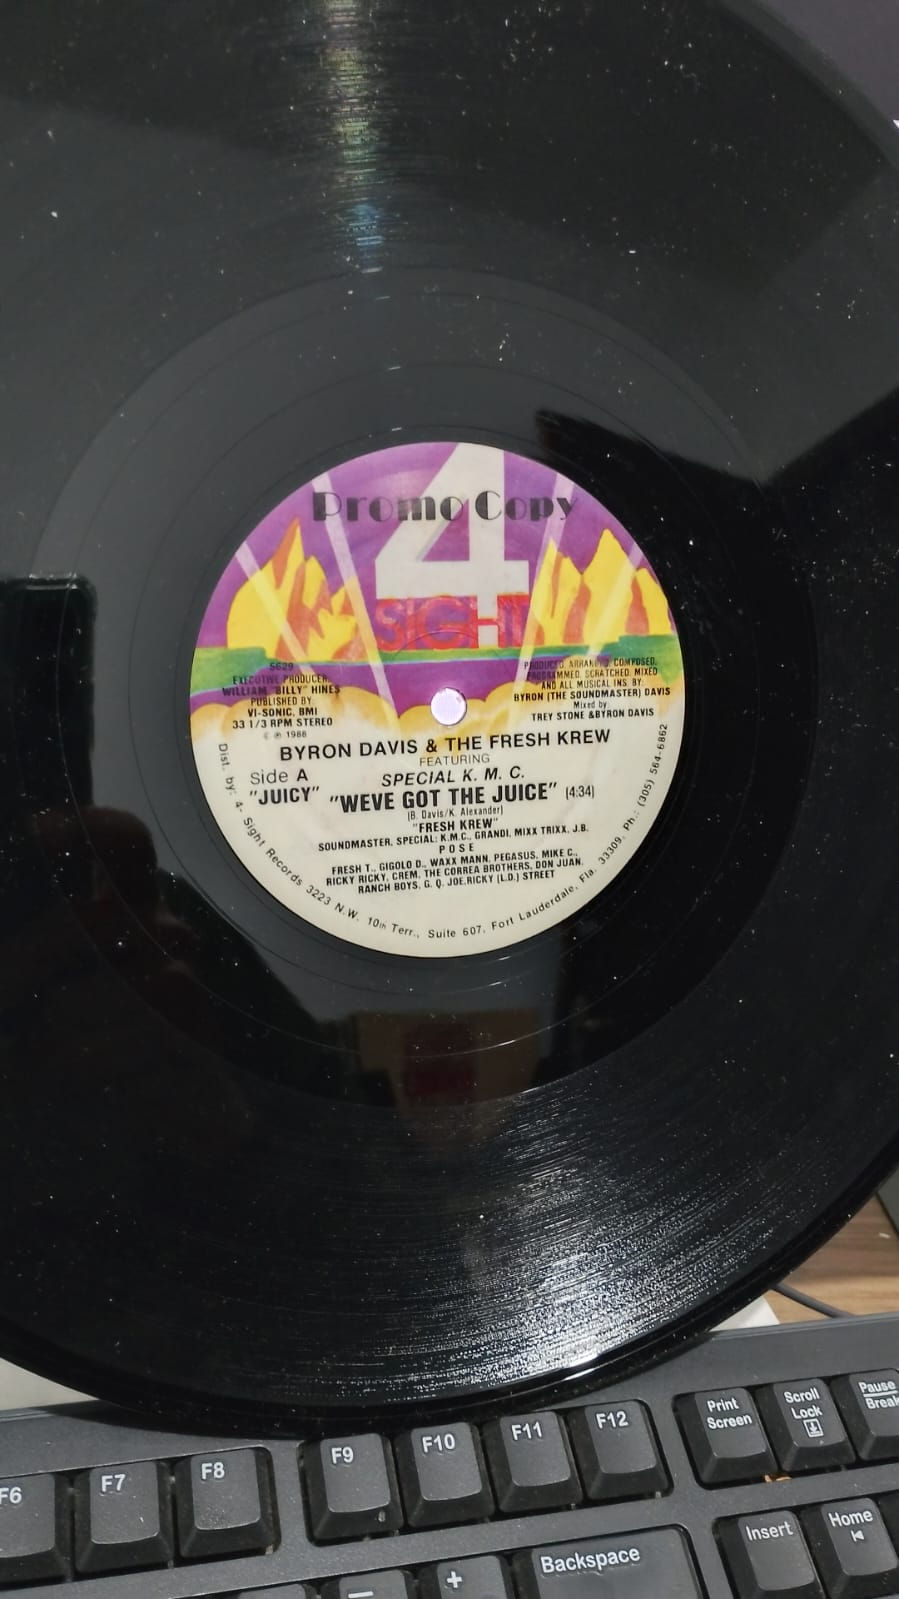 Promo Copy
4
SIGHT
5629
EXECUTIVE PRODUCER:
WILLIAM "BILLY" HINES
PUBLISHED BY:
VI-SONIC, BMI
33 1/3 RPM STEREO
© ℗ 1986
PRODUCED, ARRANGED, COMPOSED,
PROGRAMMED, SCRATCHED, MIXED
AND ALL MUSICAL INS. BY:
BYRON (THE SOUNDMASTER) DAVIS
Mixed by
TREY STONE & BYRON DAVIS
BYRON DAVIS & THE FRESH KREW
FEATURING
SPECIAL K. M. C.
Side A
"JUICY" "WEVE GOT THE JUICE" (4:34)
(B. Davis/K. Alexander)
"FRESH KREW"
SOUNDMASTER, SPECIAL: K.M.C., GRANDI, MIXX TRIXX, J.B.
P O S E
FRESH T., GIGOLO D., WAXX MANN, PEGASUS, MIKE C.,
RICKY RICKY, CREM, THE CORREA BROTHERS, DON JUAN,
RANCH BOYS, G. Q. JOE, RICKY (L.D.) STREET
Dist. by: 4- Sight Records 3223 N.W. 10th Terr., Suite 607, Fort Lauderdale, Fla. 33309, Ph.: (305) 564-6862
F6 F7 F8 F9 F10 F11 F12
Print Screen
Scroll Lock
Pause Break
Insert
Home
- + Backspace